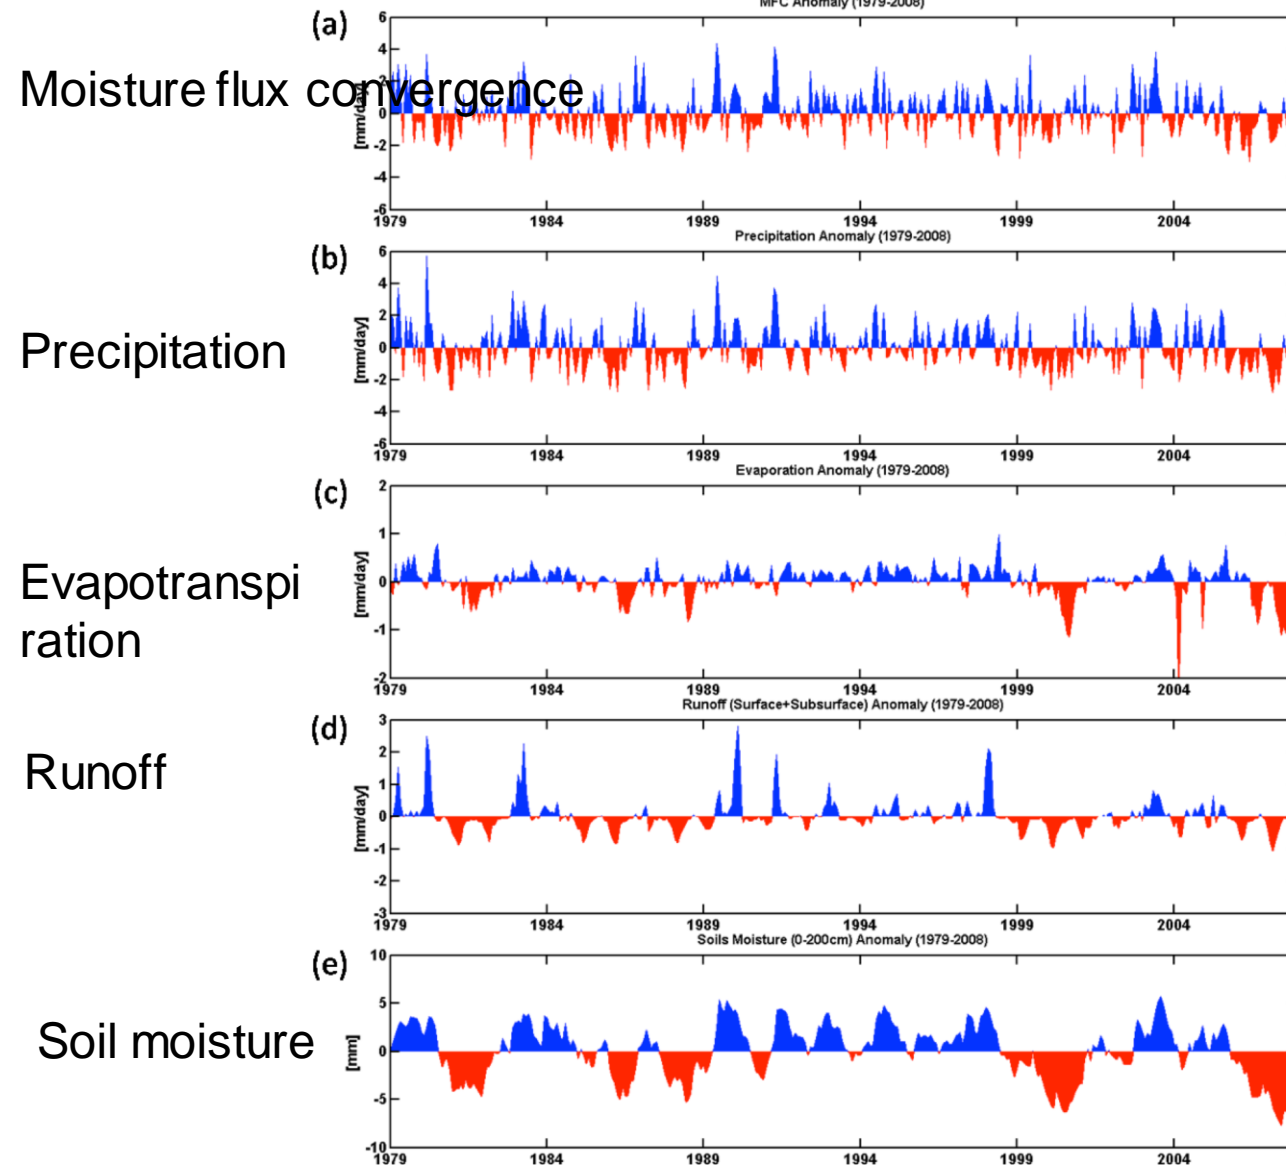 MFC Anomaly (1979-2008)
(a)
Moisture flux convergence
[mm/day]
6
4
2
0
-2
-4
-6
1979 1984 1989 1994 1999 2004
Precipitation Anomaly (1979-2008)
(b)
Precipitation
[mm/day]
6
4
2
0
-2
-4
-6
1979 1984 1989 1994 1999 2004
Evaporation Anomaly (1979-2008)
(c)
Evapotranspi
ration
[mm/day]
2
1
0
-1
-2
1979 1984 1989 1994 1999 2004
Runoff (Surface+Subsurface) Anomaly (1979-2008)
(d)
Runoff
[mm/day]
3
2
1
0
-1
-2
-3
1979 1984 1989 1994 1999 2004
Soils Moisture (0-200cm) Anomaly (1979-2008)
(e)
Soil moisture
[mm]
10
5
0
-5
-10
1979 1984 1989 1994 1999 2004